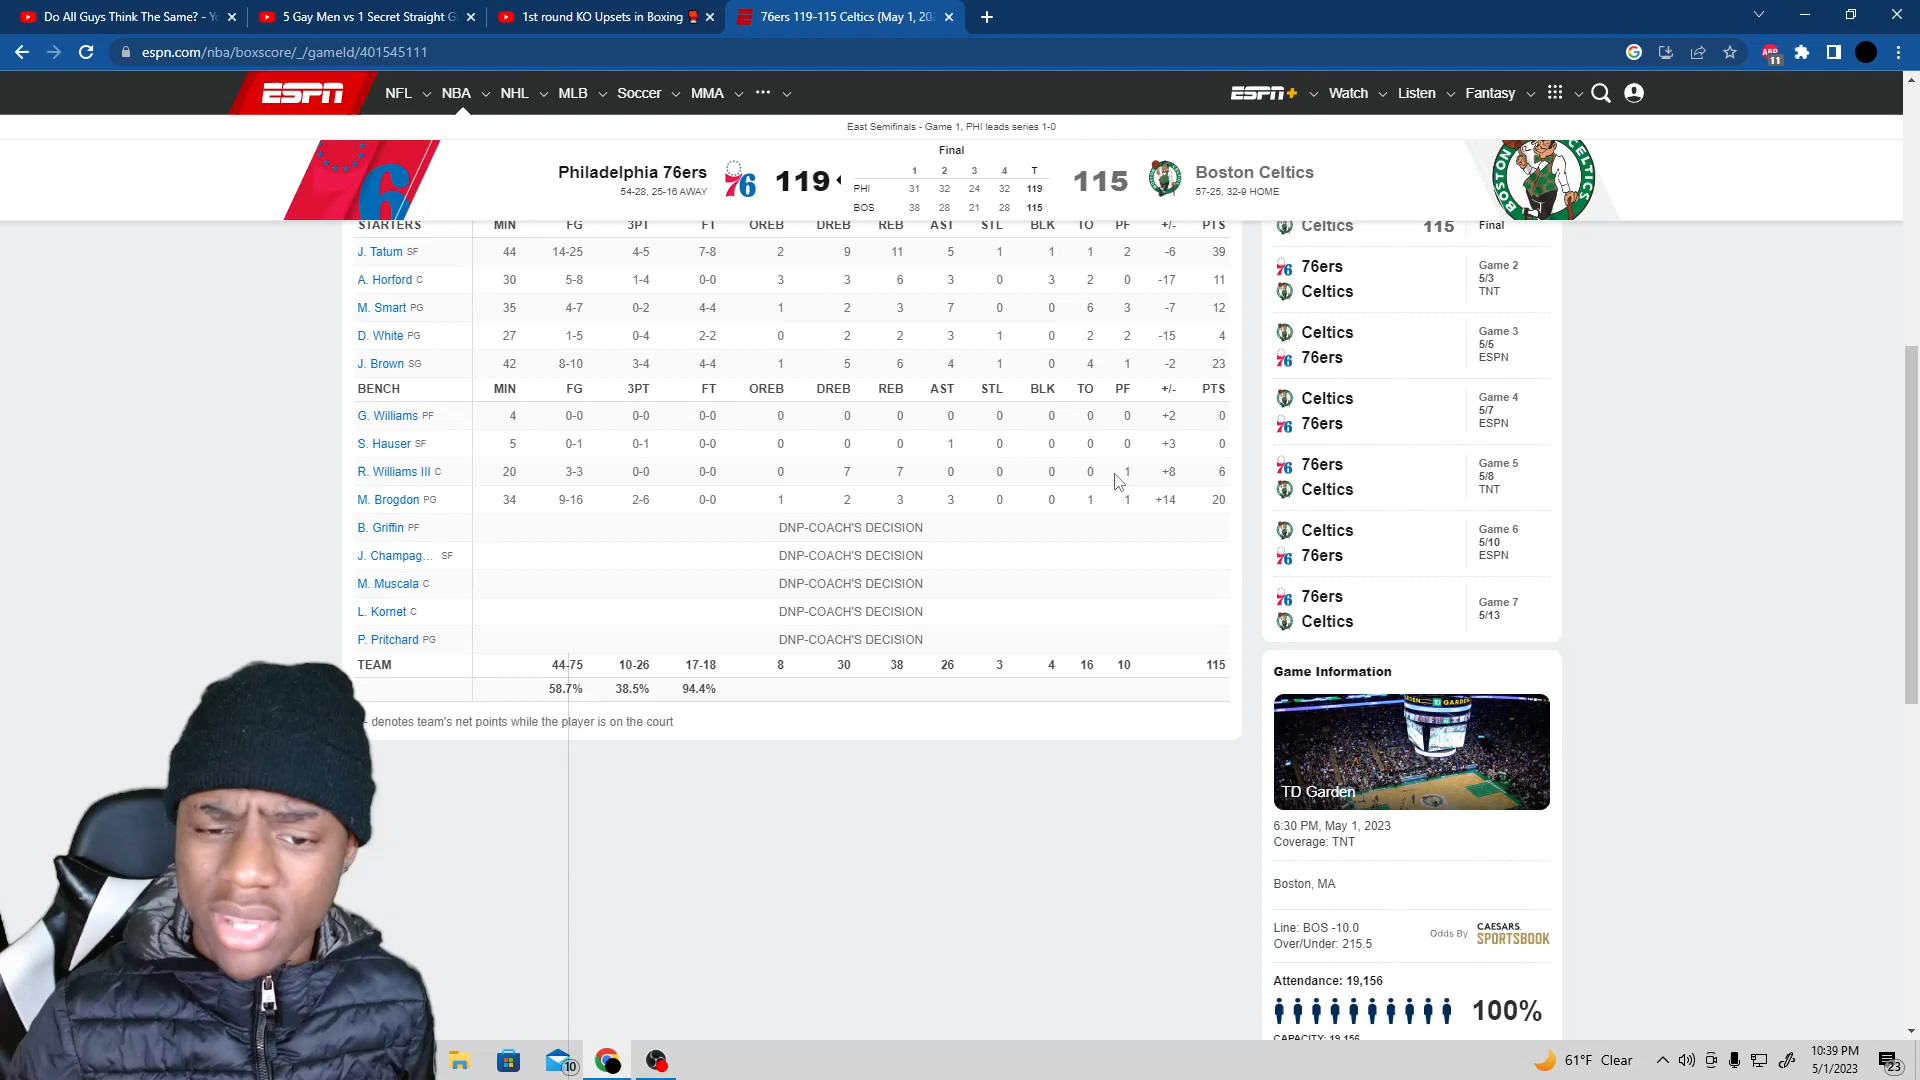 Do All Guys Think The Same? - Yo
5 Gay Men vs 1 Secret Straight G
1st round KO Upsets in Boxing
76ers 119-115 Celtics (May 1, 202
espn.com/nba/boxscore/_/gameId/401545111
ABP 11
ESPN NFL NBA NHL MLB Soccer MMA ••• ESPN+ Watch Listen Fantasy
East Semifinals - Game 1, PHI leads series 1-0
Final
Philadelphia 76ers 119
54-28, 25-16 AWAY
1 2 3 4 T
PHI 31 32 24 32 119
BOS 38 28 21 28 115
115 Boston Celtics
57-25, 32-9 HOME
STARTERS MIN FG 3PT FT OREB DREB REB AST STL BLK TO PF +/- PTS
J. Tatum SF 44 14-25 4-5 7-8 2 9 11 5 1 1 1 2 -6 39
A. Horford C 30 5-8 1-4 0-0 3 3 6 3 0 3 2 0 -17 11
M. Smart PG 35 4-7 0-2 4-4 1 2 3 7 0 0 6 3 -7 12
D. White PG 27 1-5 0-4 2-2 0 2 2 3 1 0 2 2 -15 4
J. Brown SG 42 8-10 3-4 4-4 1 5 6 4 1 0 4 1 -2 23
BENCH MIN FG 3PT FT OREB DREB REB AST STL BLK TO PF +/- PTS
G. Williams PF 4 0-0 0-0 0-0 0 0 0 0 0 0 0 0 +2 0
S. Hauser SF 5 0-1 0-1 0-0 0 0 0 1 0 0 0 0 +3 0
R. Williams III C 20 3-3 0-0 0-0 0 7 7 0 0 0 0 1 +8 6
M. Brogdon PG 34 9-16 2-6 0-0 1 2 3 3 0 0 1 1 +14 20
B. Griffin PF DNP-COACH'S DECISION
J. Champag... SF DNP-COACH'S DECISION
M. Muscala C DNP-COACH'S DECISION
L. Kornet C DNP-COACH'S DECISION
P. Pritchard PG DNP-COACH'S DECISION
TEAM 44-75 10-26 17-18 8 30 38 26 3 4 16 10 115
58.7% 38.5% 94.4%
- denotes team's net points while the player is on the court
Celtics 115 Final
76ers
Celtics
Game 2
5/3
TNT
Celtics
76ers
Game 3
5/5
ESPN
Celtics
76ers
Game 4
5/7
ESPN
76ers
Celtics
Game 5
5/8
TNT
Celtics
76ers
Game 6
5/10
ESPN
76ers
Celtics
Game 7
5/13
Game Information
TD Garden
6:30 PM, May 1, 2023
Coverage: TNT
Boston, MA
Line: BOS -10.0
Over/Under: 215.5
Odds By CAESARS SPORTSBOOK
Attendance: 19,156
100%
CAPACITY: 19,156
10
61°F Clear
10:39 PM
5/1/2023
23